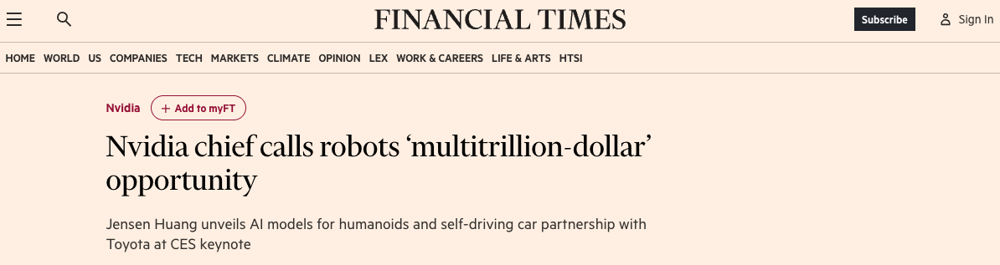 FINANCIAL TIMES
Subscribe
Sign In
HOME WORLD US COMPANIES TECH MARKETS CLIMATE OPINION LEX WORK & CAREERS LIFE & ARTS HTSI
Nvidia
+ Add to myFT
Nvidia chief calls robots ‘multitrillion-dollar’
opportunity
Jensen Huang unveils AI models for humanoids and self-driving car partnership with
Toyota at CES keynote